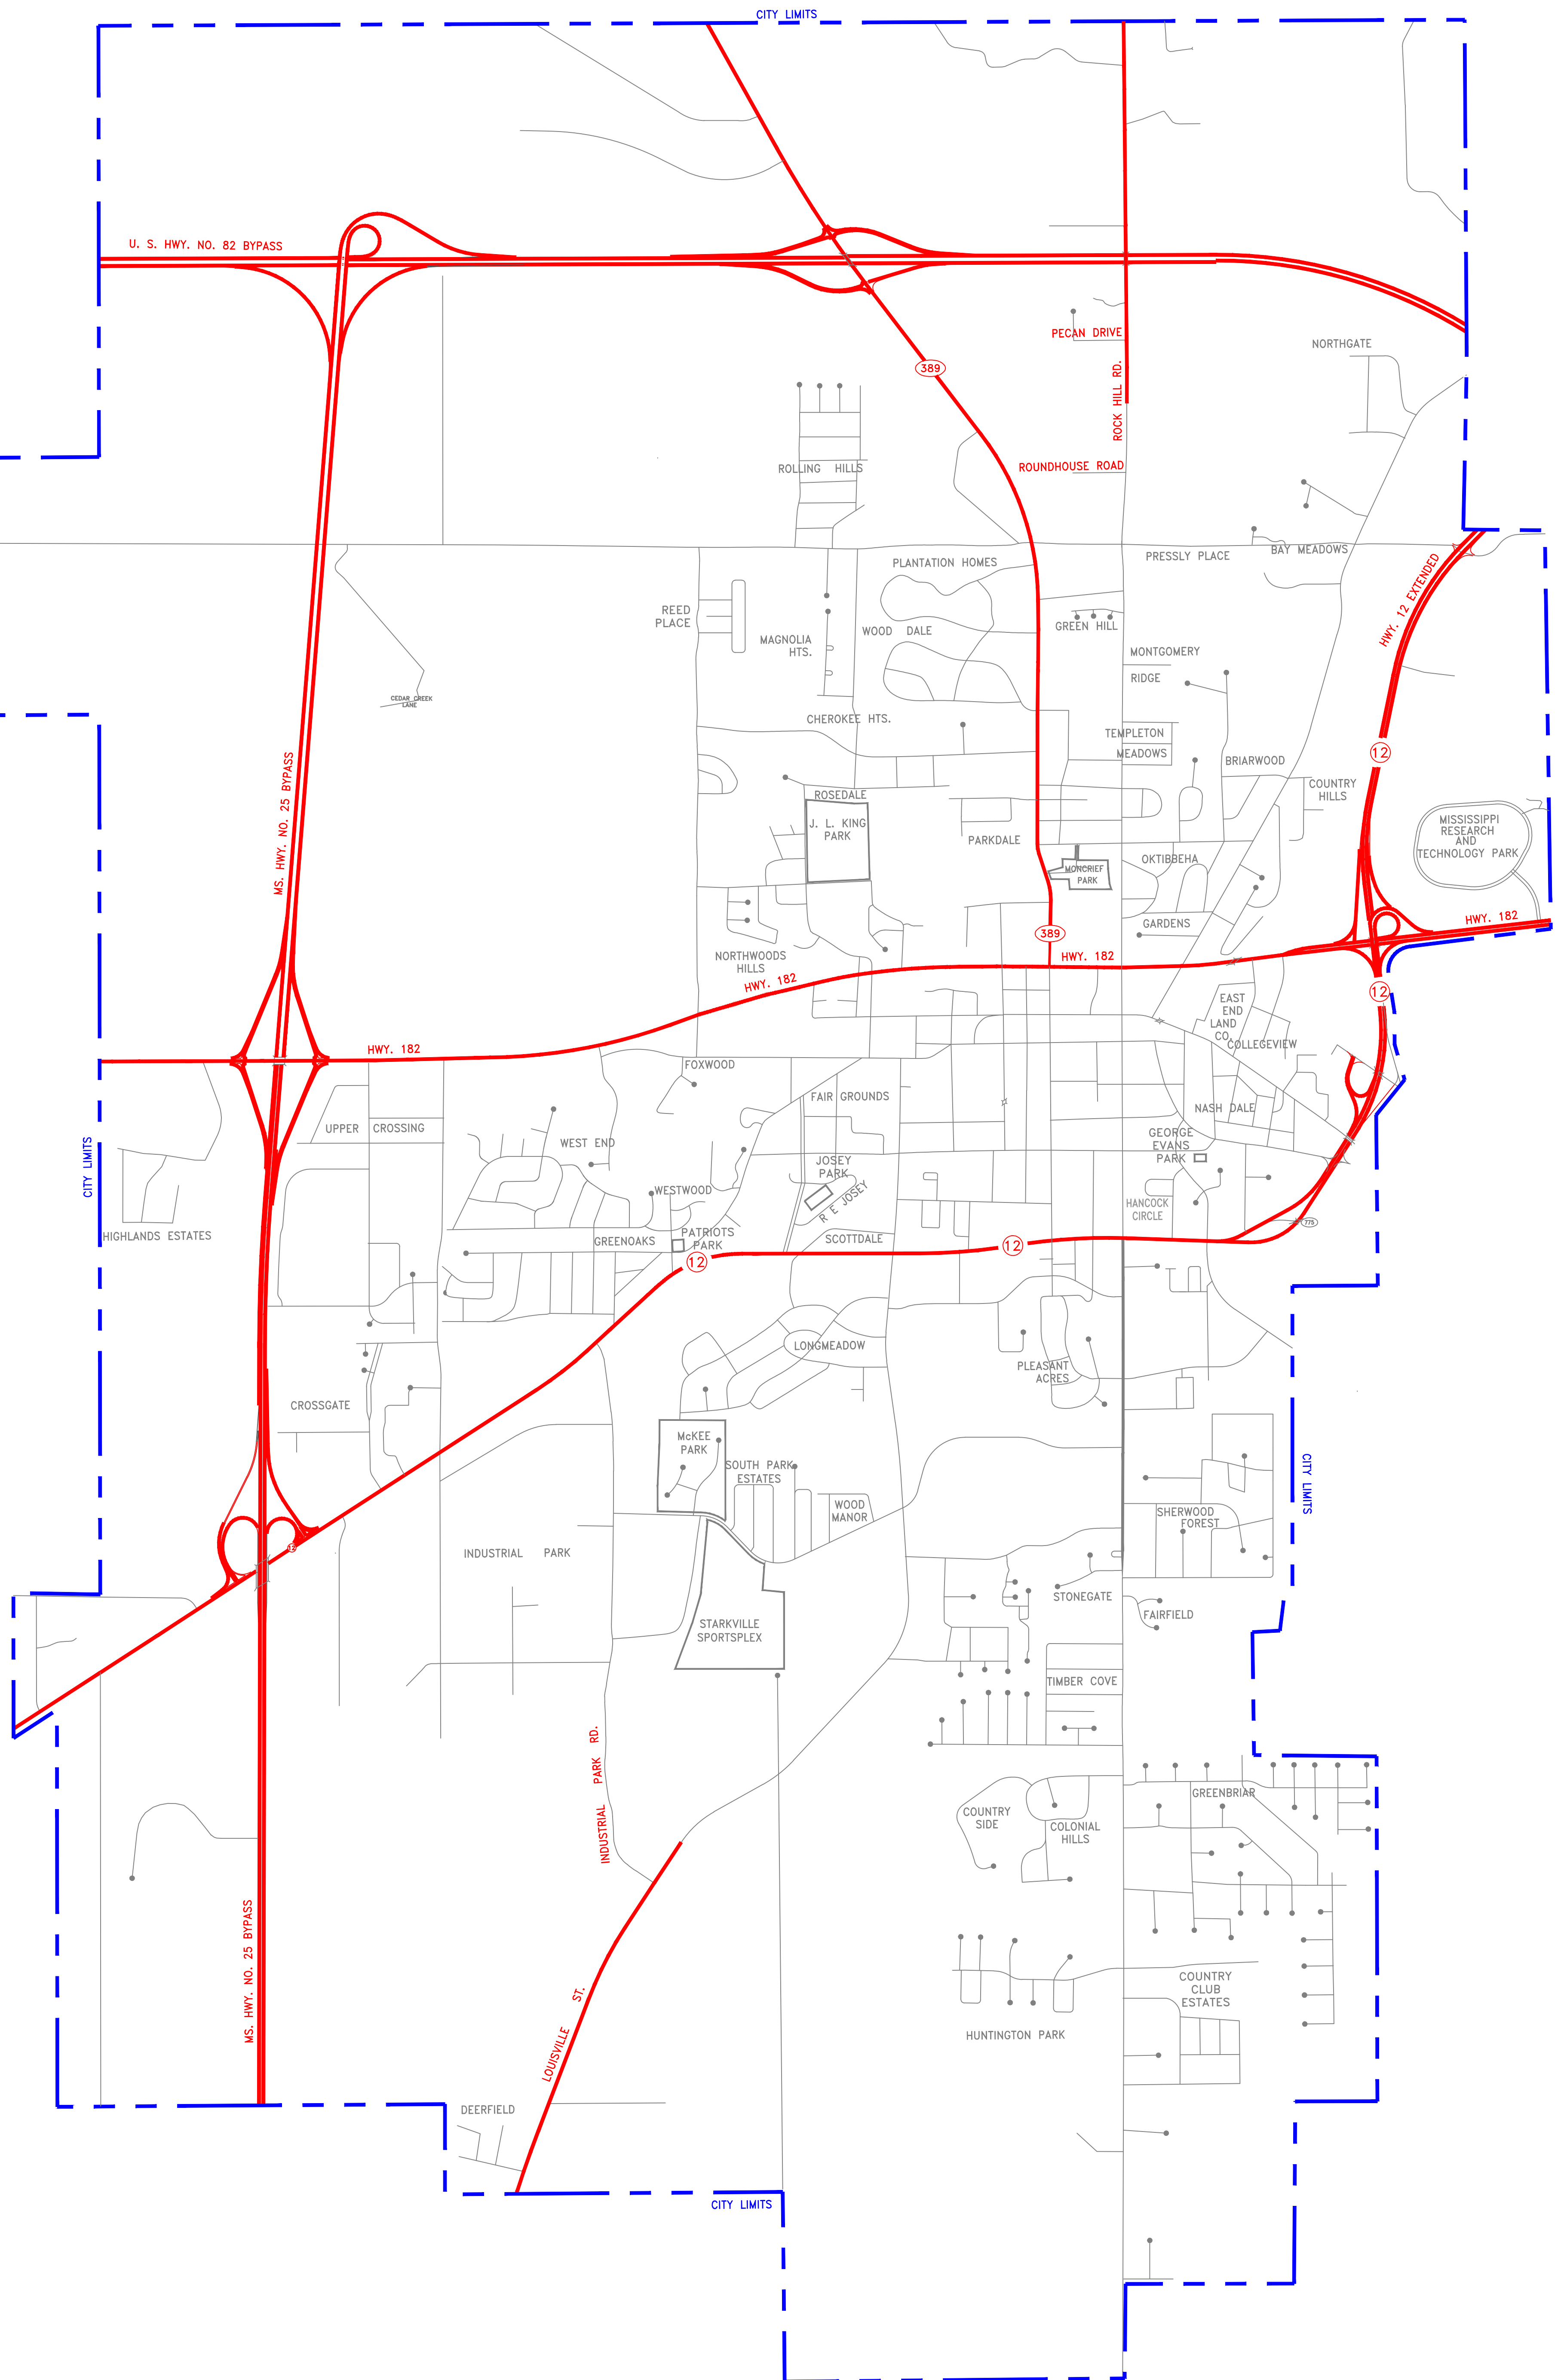 CITY LIMITS
U. S. HWY. NO. 82 BYPASS
PECAN DRIVE
NORTHGATE
389
ROCK HILL RD.
ROLLING HILLS
ROUNDHOUSE ROAD
PRESSLY PLACE
BAY MEADOWS
PLANTATION HOMES
HWY. 12 EXTENDED
REED
PLACE
MAGNOLIA
HTS.
WOOD DALE
GREEN HILL
MONTGOMERY
RIDGE
CEDAR CREEK
LANE
CHEROKEE HTS.
TEMPLETON
MEADOWS
BRIARWOOD
12
COUNTRY
HILLS
MS. HWY. NO. 25 BYPASS
ROSEDALE
J. L. KING
PARK
PARKDALE
MISSISSIPPI
RESEARCH
AND
TECHNOLOGY PARK
OKTIBBEHA
MONCRIEF
PARK
GARDENS
HWY. 182
389
NORTHWOODS
HILLS
HWY. 182
HWY. 182
12
EAST
END
LAND
CO.
COLLEGEVIEW
HWY. 182
FOXWOOD
FAIR GROUNDS
NASH DALE
UPPER CROSSING
WEST END
GEORGE
EVANS
PARK
CITY LIMITS
JOSEY
PARK
R E JOSEY
WESTWOOD
HANCOCK
CIRCLE
775
HIGHLANDS ESTATES
GREENOAKS
PATRIOTS
PARK
SCOTTDALE
12
12
LONGMEADOW
PLEASANT
ACRES
CROSSGATE
McKEE
PARK
SOUTH PARK
ESTATES
WOOD
MANOR
CITY LIMITS
SHERWOOD
FOREST
12
INDUSTRIAL PARK
STONEGATE
FAIRFIELD
STARKVILLE
SPORTSPLEX
TIMBER COVE
INDUSTRIAL PARK RD.
GREENBRIAR
COUNTRY
SIDE
COLONIAL
HILLS
MS. HWY. NO. 25 BYPASS
COUNTRY
CLUB
ESTATES
LOUISVILLE ST.
HUNTINGTON PARK
DEERFIELD
CITY LIMITS